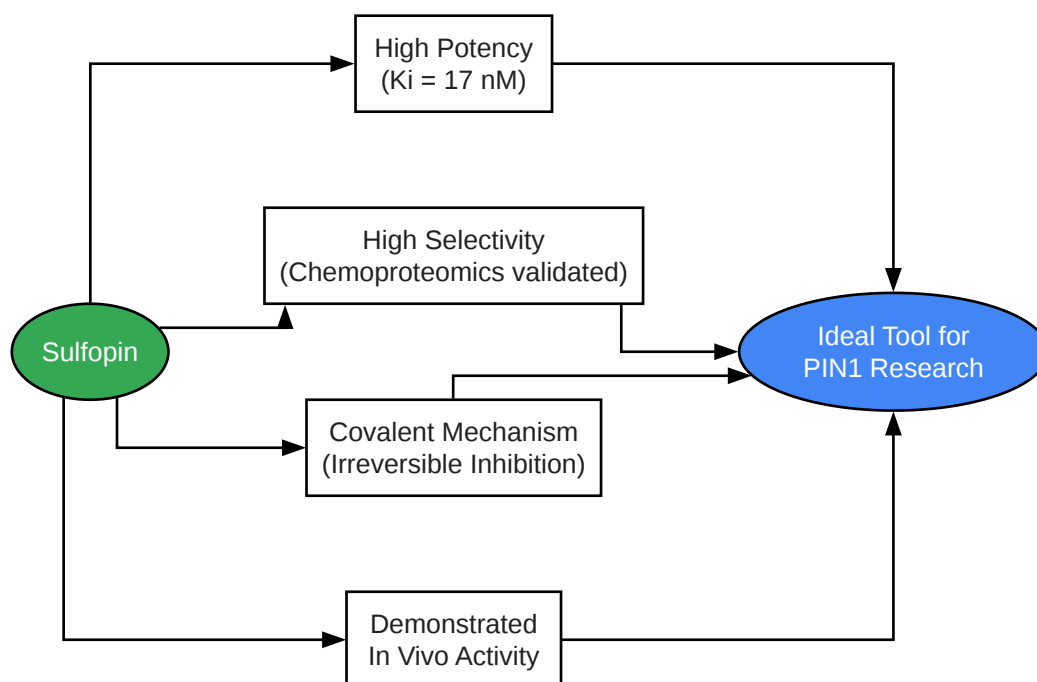 High Potency
(Ki = 17 nM)
High Selectivity
(Chemoproteomics validated)
Sulfopin
Ideal Tool for
PIN1 Research
Covalent Mechanism
(Irreversible Inhibition)
Demonstrated
In Vivo Activity